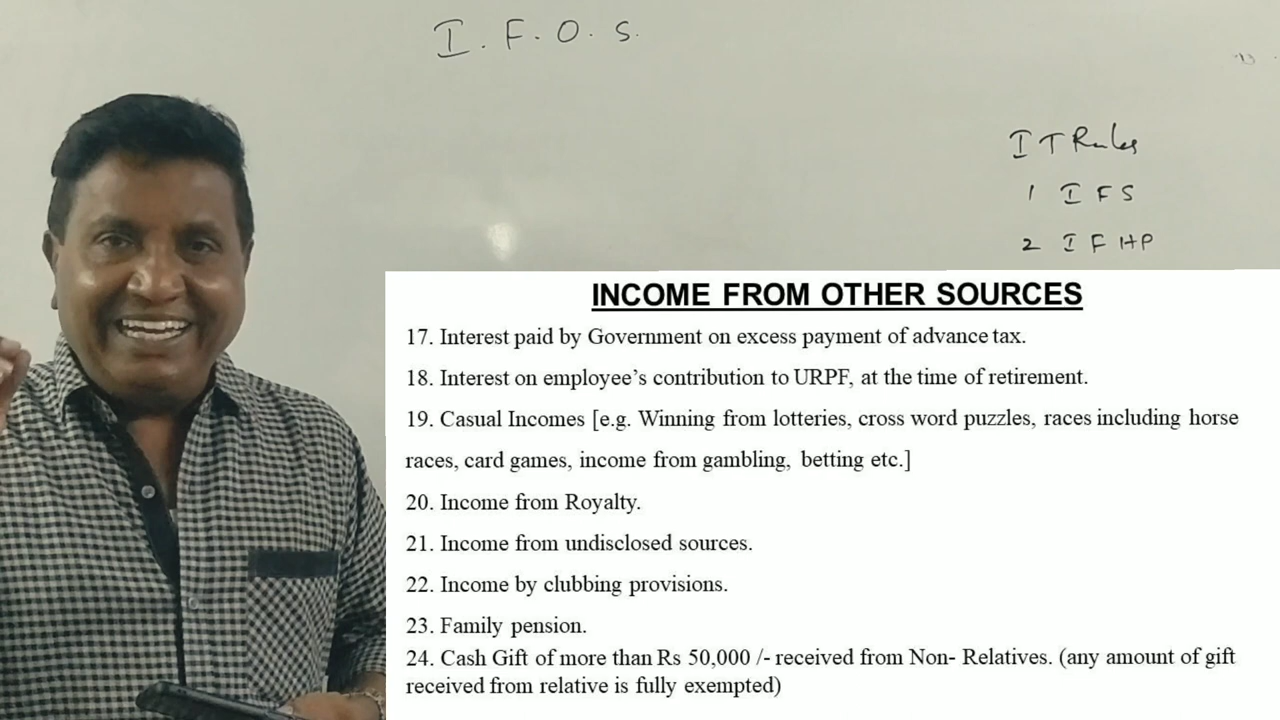 I. F. O. S.
I T Rules
1 I F S
2 I F HP
INCOME FROM OTHER SOURCES
17. Interest paid by Government on excess payment of advance tax.
18. Interest on employee’s contribution to URPF, at the time of retirement.
19. Casual Incomes [e.g. Winning from lotteries, cross word puzzles, races including horse
races, card games, income from gambling, betting etc.]
20. Income from Royalty.
21. Income from undisclosed sources.
22. Income by clubbing provisions.
23. Family pension.
24. Cash Gift of more than Rs 50,000 /- received from Non- Relatives. (any amount of gift
received from relative is fully exempted)